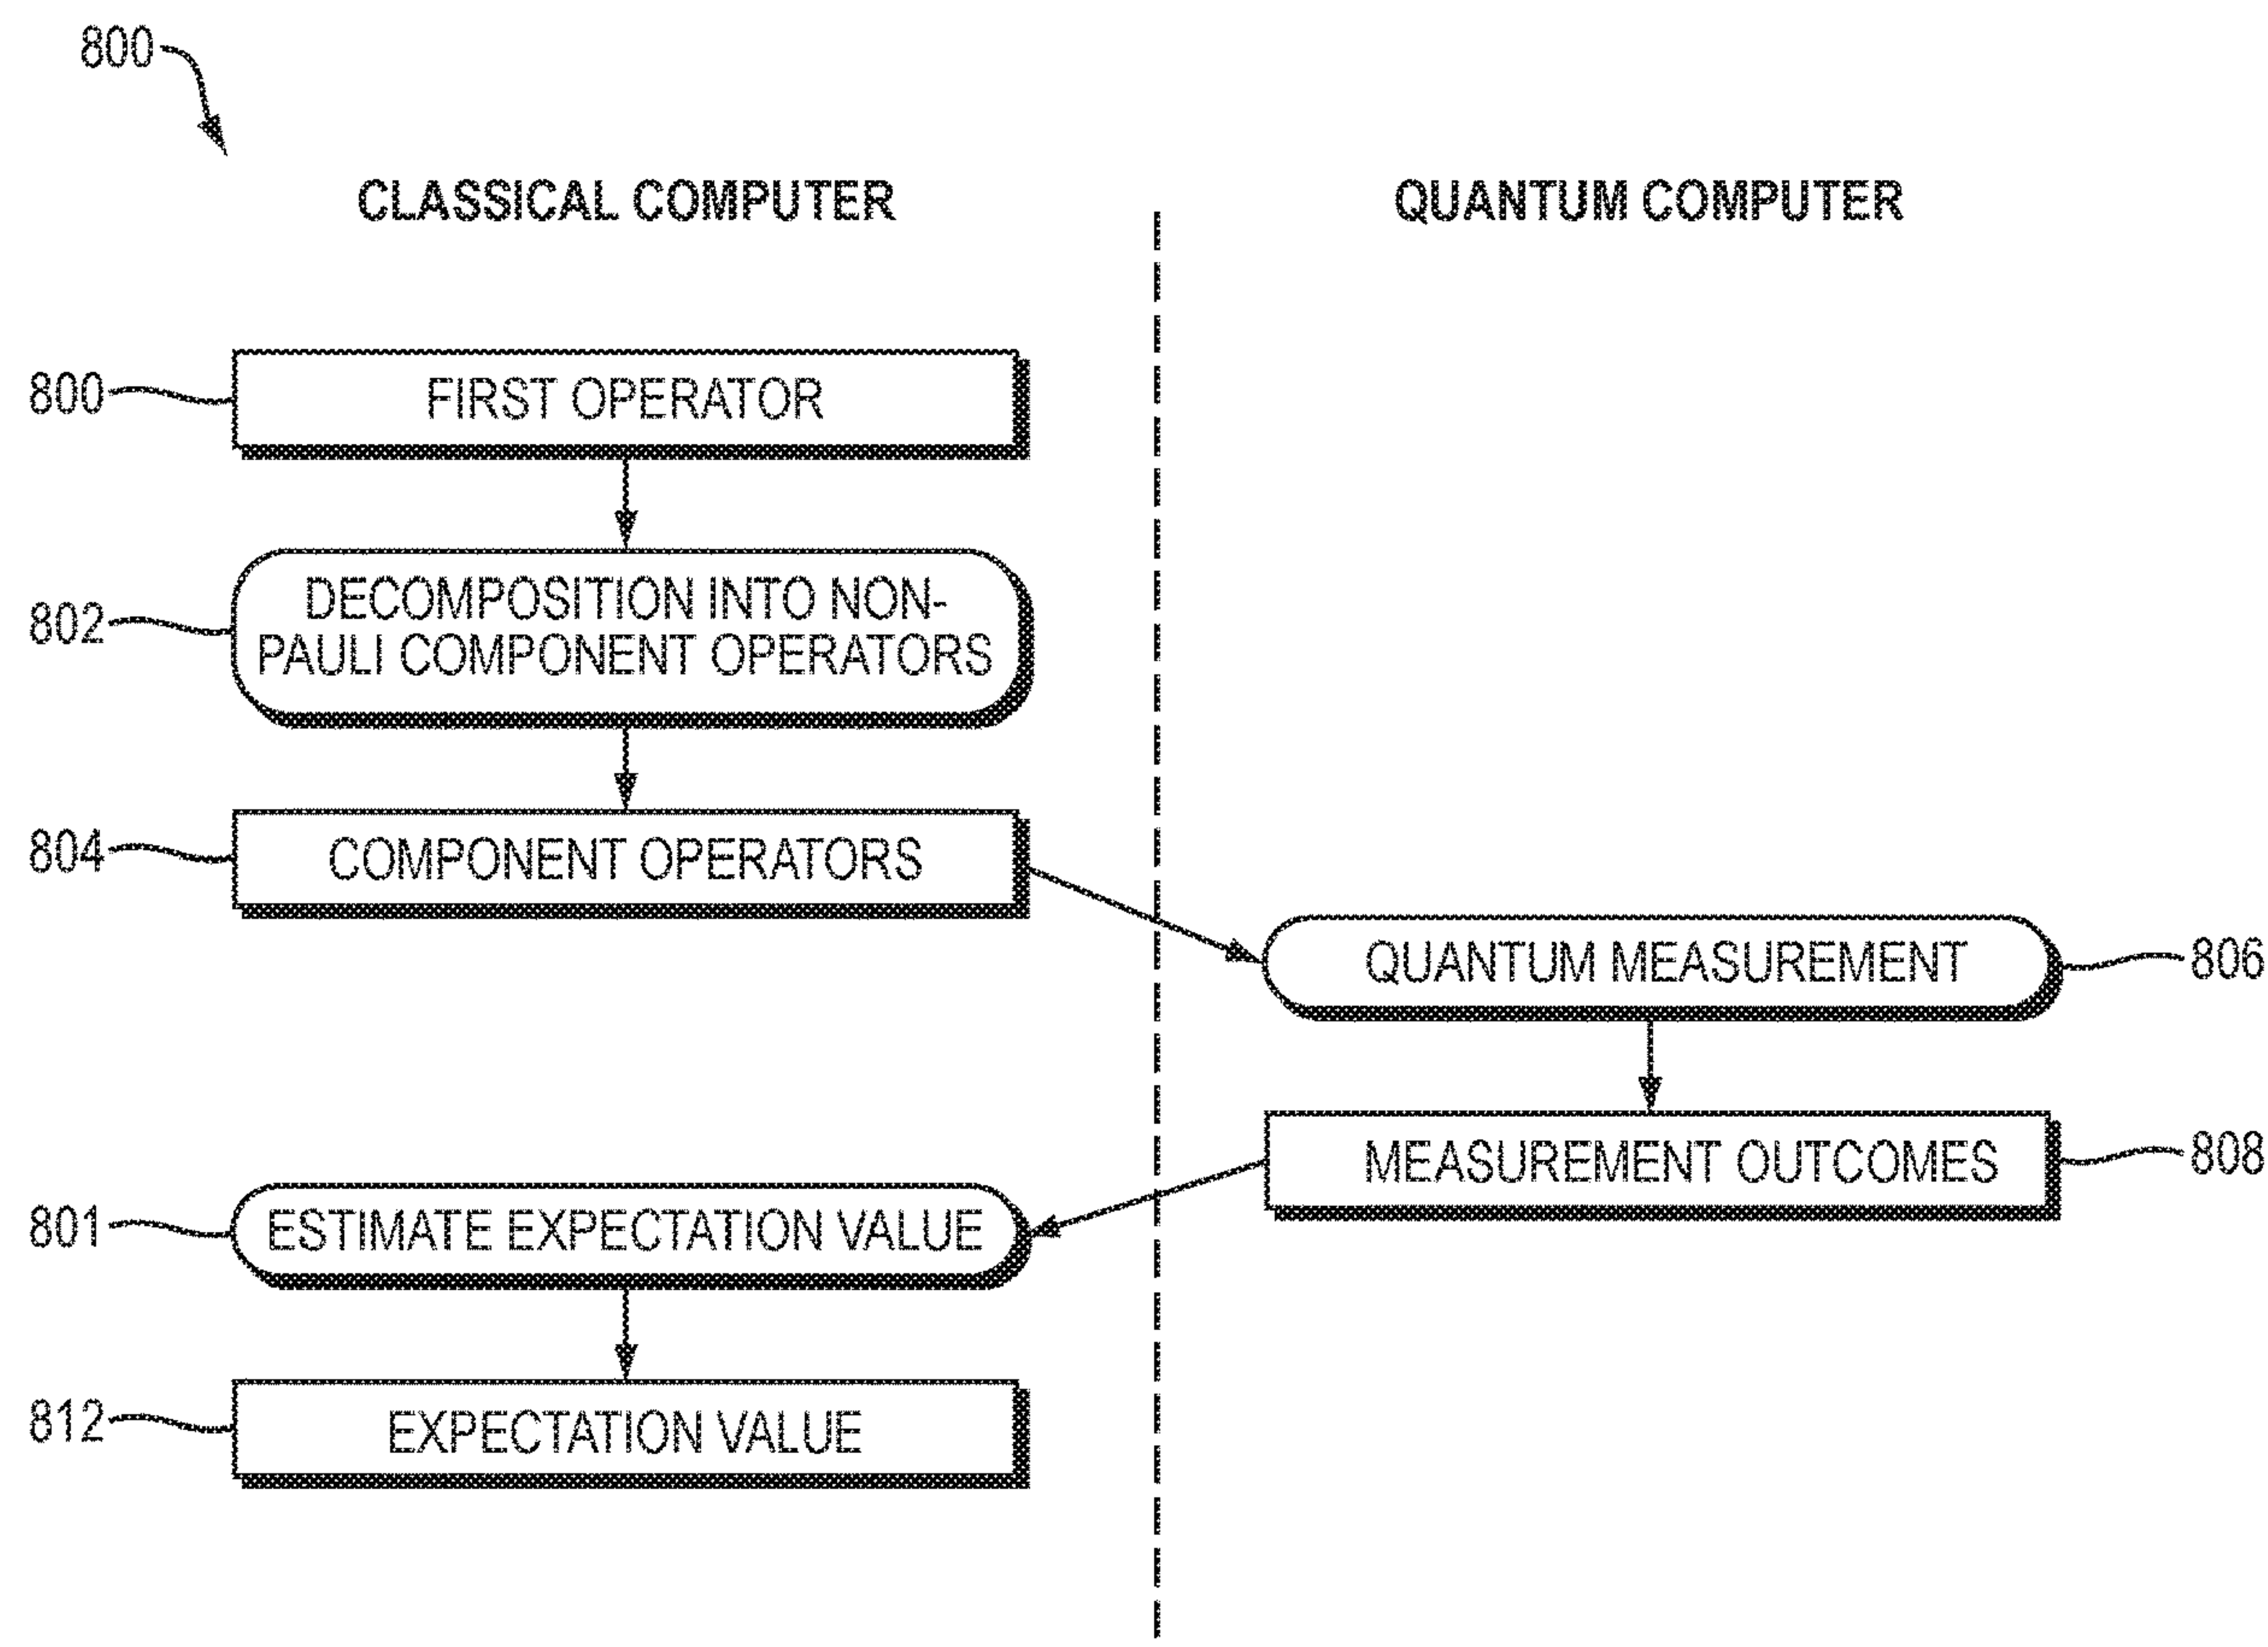 800
CLASSICAL COMPUTER
QUANTUM COMPUTER
800
FIRST OPERATOR
802
DECOMPOSITION INTO NON-
PAULI COMPONENT OPERATORS
804
COMPONENT OPERATORS
QUANTUM MEASUREMENT
806
MEASUREMENT OUTCOMES
808
801
ESTIMATE EXPECTATION VALUE
812
EXPECTATION VALUE